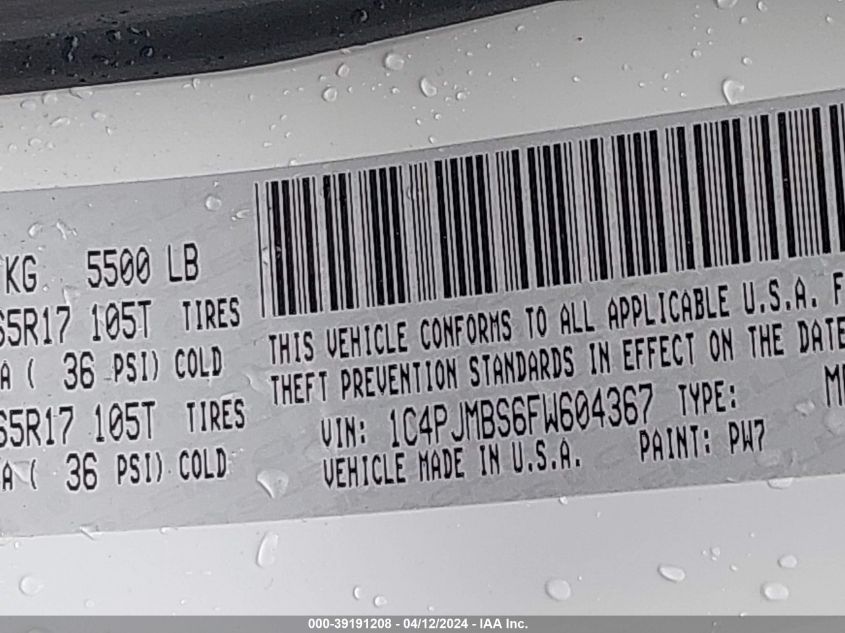 KG 5500 LB
65R17 105T TIRES
A ( 36 PSI) COLD
65R17 105T TIRES
A ( 36 PSI) COLD
THIS VEHICLE CONFORMS TO ALL APPLICABLE U.S.A. F
THEFT PREVENTION STANDARDS IN EFFECT ON THE DATE
VIN: 1C4PJMBS6FW604367 TYPE: M
VEHICLE MADE IN U.S.A. PAINT: PW7
000-39191208 - 04/12/2024 - IAA Inc.